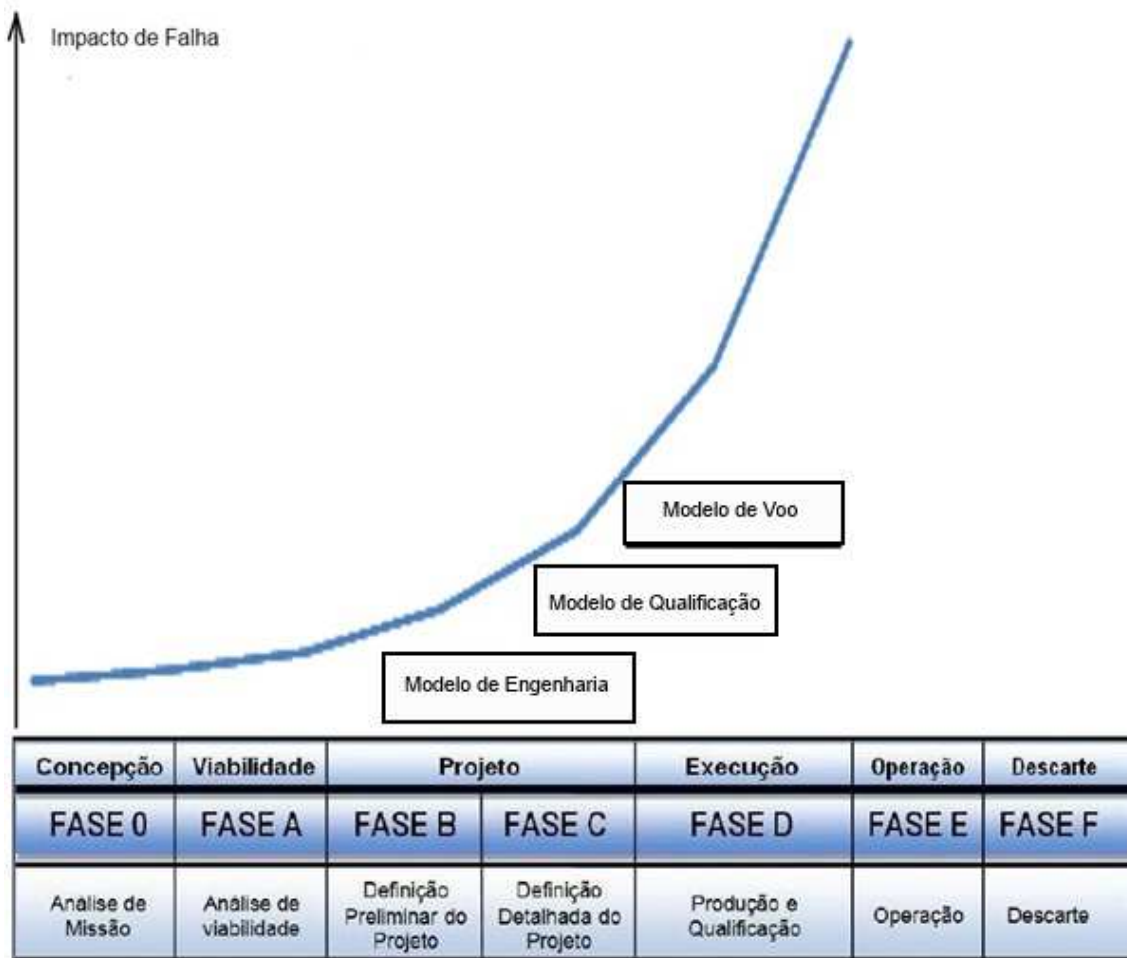 Impacto de Falha
Modelo de Voo
Modelo de Qualificação
Modelo de Engenharia
Concepção Viabilidade Projeto Execução Operação Descarte
FASE 0 FASE A FASE B FASE C FASE D FASE E FASE F
Análise de
Missão
Análise de
viabilidade
Definição
Preliminar do
Projeto
Definição
Detalhada do
Projeto
Produção e
Qualificação
Operação
Descarte